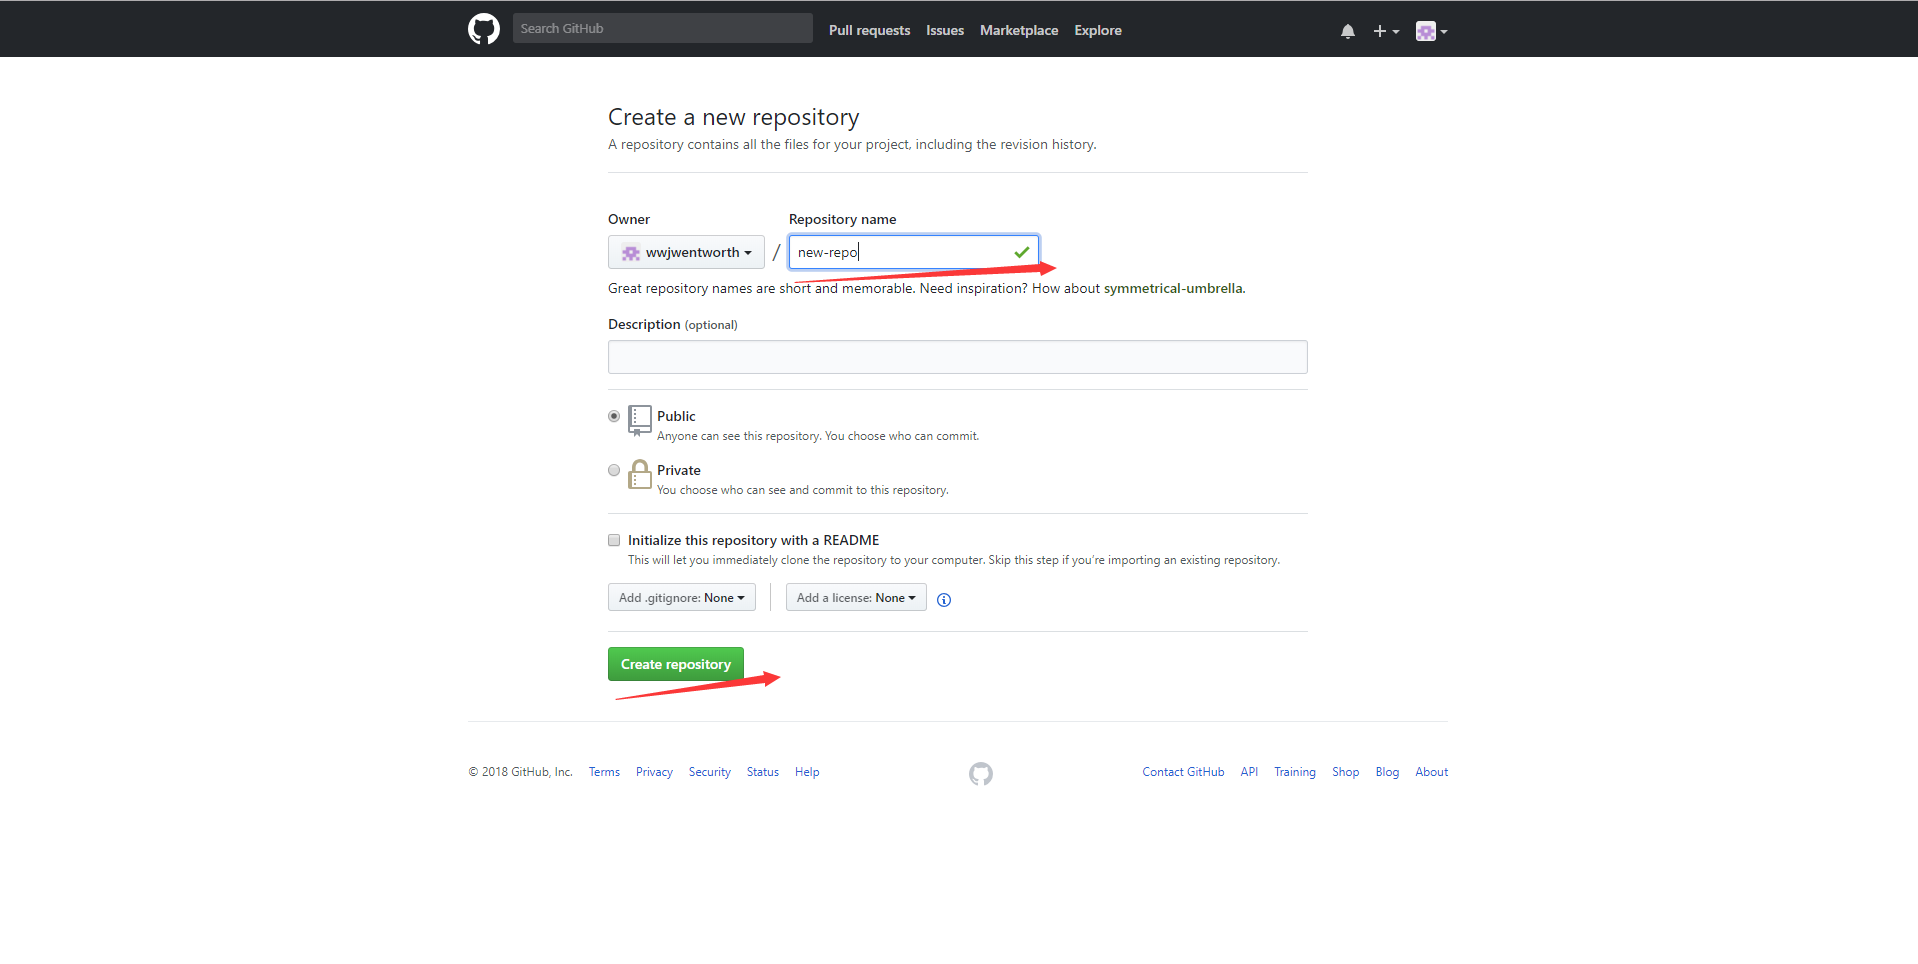 Search GitHub Pull requests Issues Marketplace Explore
Create a new repository
A repository contains all the files for your project, including the revision history.
Owner Repository name
wwjwentworth / new-repo
Great repository names are short and memorable. Need inspiration? How about symmetrical-umbrella.
Description (optional)
Public
Anyone can see this repository. You choose who can commit.
Private
You choose who can see and commit to this repository.
Initialize this repository with a README
This will let you immediately clone the repository to your computer. Skip this step if you’re importing an existing repository.
Add .gitignore: None Add a license: None
Create repository
© 2018 GitHub, Inc. Terms Privacy Security Status Help Contact GitHub API Training Shop Blog About